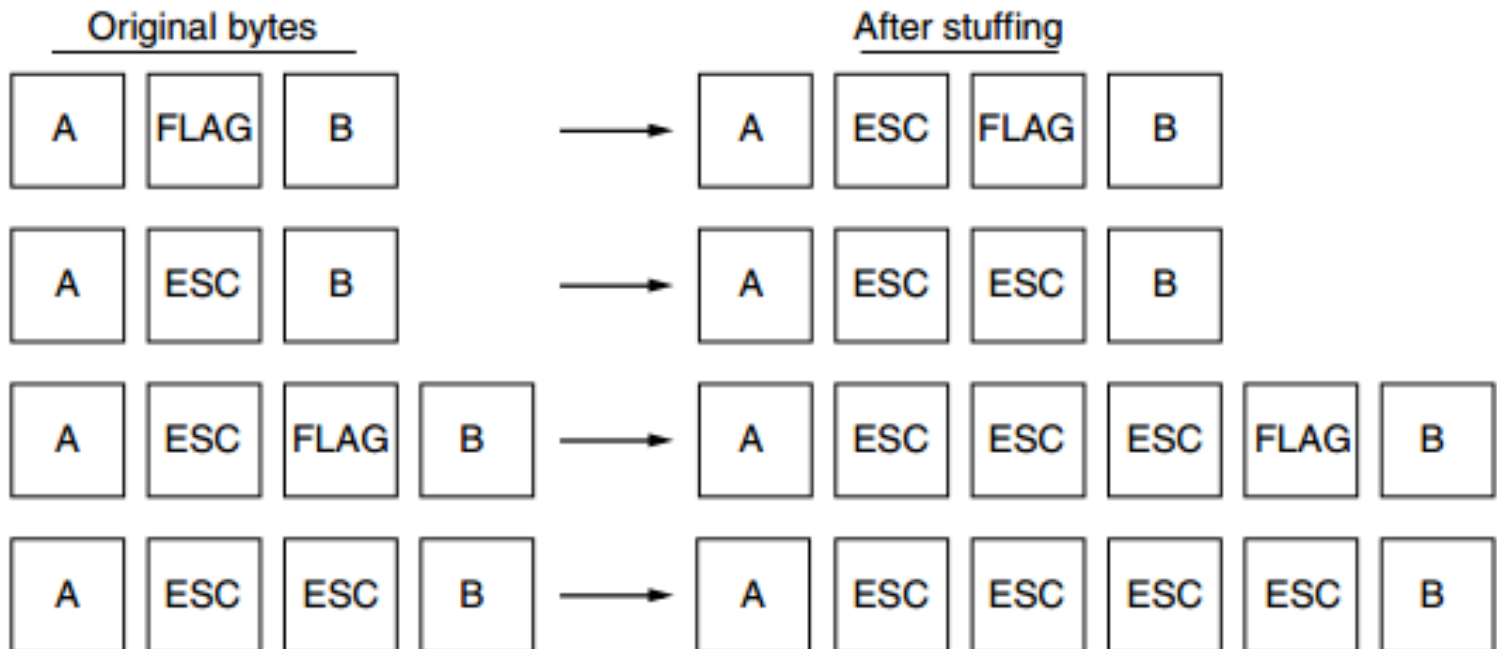 Original bytes After stuffing
A FLAG B A ESC FLAG B
A ESC B A ESC ESC B
A ESC FLAG B A ESC ESC ESC FLAG B
A ESC ESC B A ESC ESC ESC ESC B